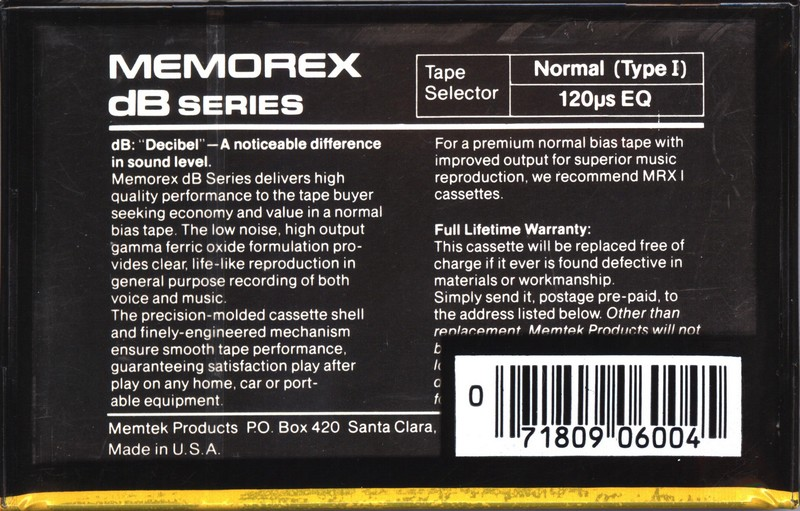 MEMOREX
dB SERIES
Tape
Selector
Normal (Type I)
120µs EQ
dB: "Decibel"—A noticeable difference
in sound level.
Memorex dB Series delivers high
quality performance to the tape buyer
seeking economy and value in a normal
bias tape. The low noise, high output
gamma ferric oxide formulation pro-
vides clear, life-like reproduction in
general purpose recording of both
voice and music.
The precision-molded cassette shell
and finely-engineered mechanism
ensure smooth tape performance,
guaranteeing satisfaction play after
play on any home, car or port-
able equipment.
For a premium normal bias tape with
improved output for superior music
reproduction, we recommend MRX I
cassettes.
Full Lifetime Warranty:
This cassette will be replaced free of
charge if it ever is found defective in
materials or workmanship.
Simply send it, postage pre-paid, to
the address listed below. Other than
replacement, Memtek Products will not
Memtek Products P.O. Box 420 Santa Clara,
Made in U.S.A.
0 71809 06004